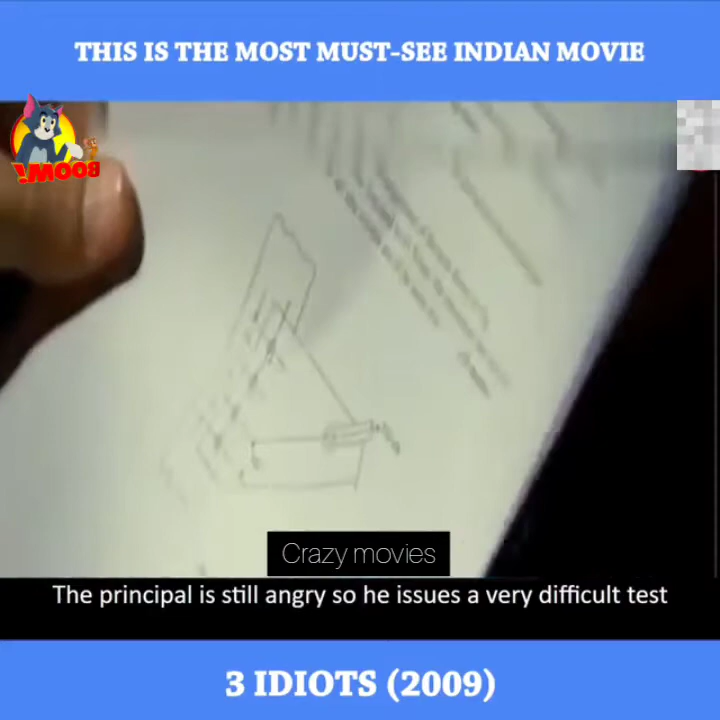 THIS IS THE MOST MUST-SEE INDIAN MOVIE
BOOM!
Crazy movies
The principal is still angry so he issues a very difficult test
3 IDIOTS (2009)